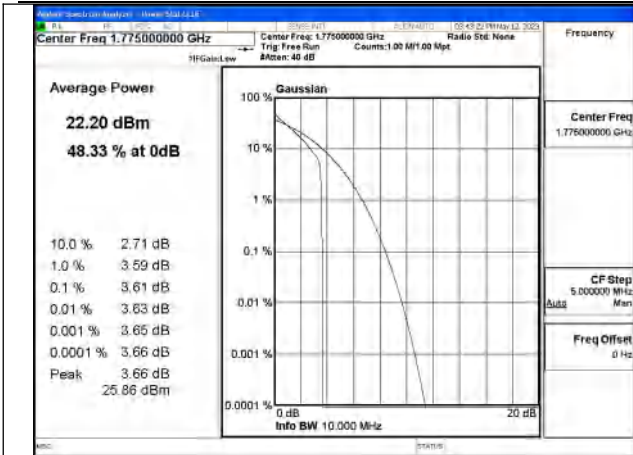 Center Freq 1.775000000 GHz
#IFGain:Low
Center Freq: 1.775000000 GHz
Trig: Free Run
Counts:1.00 M/1.00 Mpt
#Atten: 40 dB
Radio Std: None
Frequency
Average Power
22.20 dBm
48.33 % at 0dB
10.0 % 2.71 dB
1.0 % 3.59 dB
0.1 % 3.61 dB
0.01 % 3.63 dB
0.001 % 3.65 dB
0.0001 % 3.66 dB
Peak 3.66 dB
25.86 dBm
Gaussian
100 %
10 %
1 %
0.1 %
0.01 %
0.001 %
0.0001 %
0 dB
20 dB
Info BW 10.000 MHz
Center Freq
1.775000000 GHz
CF Step
5.000000 MHz
Auto Man
Freq Offset
0 Hz
MSG
STATUS